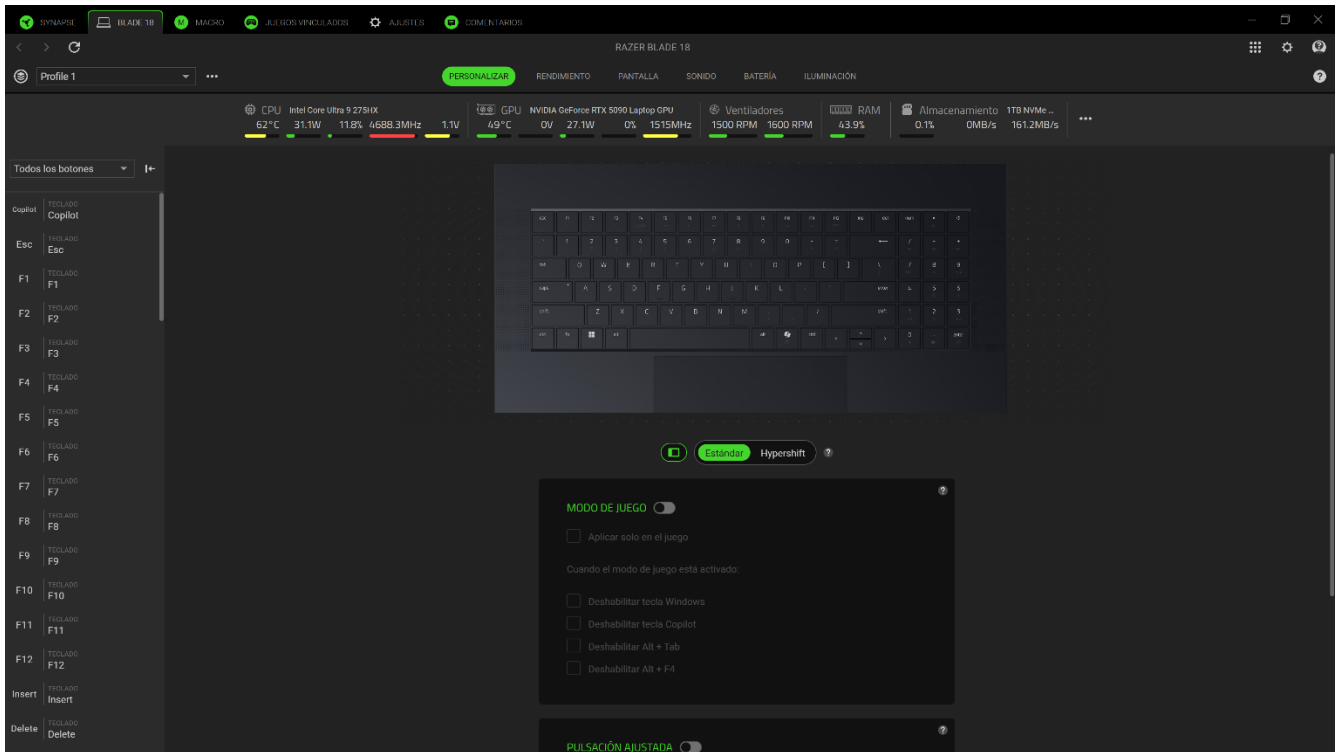 SYNAPSE BLADE 18 MACRO JUEGOS VINCULADOS AJUSTES COMENTARIOS
RAZER BLADE 18
Profile 1 PERSONALIZAR RENDIMIENTO PANTALLA SONIDO BATERÍA ILUMINACIÓN
CPU Intel Core Ultra 9 275HX GPU NVIDIA GeForce RTX 5090 Laptop GPU Ventiladores RAM Almacenamiento 1TB NVMe ...
62°C 31.1W 11.8% 4688.3MHz 1.1V 49°C 0V 27.1W 0% 1515MHz 1500 RPM 1600 RPM 43.9% 0.1% 0MB/s 161.2MB/s
Todos los botones
Copilot TECLADO
Copilot
Esc TECLADO
Esc
F1 TECLADO
F1
F2 TECLADO
F2
F3 TECLADO
F3
F4 TECLADO
F4
F5 TECLADO
F5
F6 TECLADO
F6
F7 TECLADO
F7
F8 TECLADO
F8
F9 TECLADO
F9
F10 TECLADO
F10
F11 TECLADO
F11
F12 TECLADO
F12
Insert TECLADO
Insert
Delete TECLADO
Delete
Estándar Hypershift
MODO DE JUEGO
Aplicar solo en el juego
Cuando el modo de juego está activado:
Deshabilitar tecla Windows
Deshabilitar tecla Copilot
Deshabilitar Alt + Tab
Deshabilitar Alt + F4
PULSACIÓN AJUSTADA